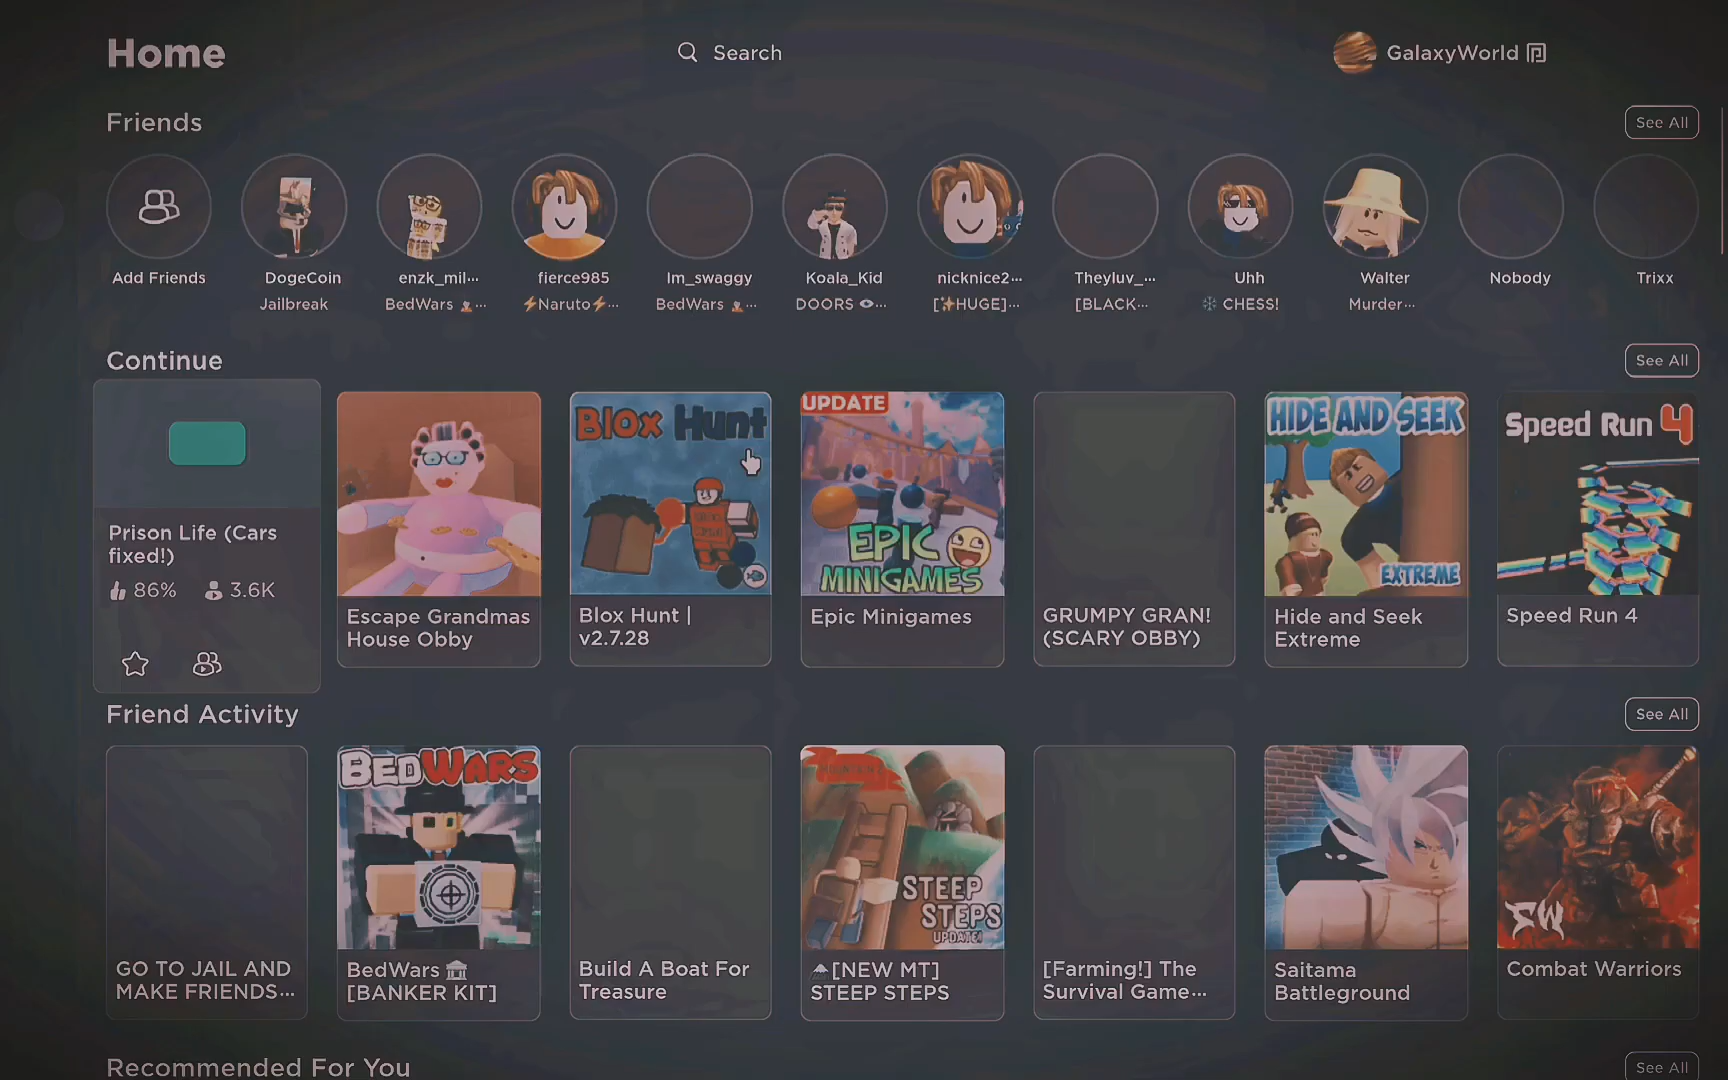 Home
Search
GalaxyWorld
Friends
See All
Add Friends
DogeCoin
Jailbreak
enzk_mil...
BedWars ...
fierce985
⚡Naruto⚡...
Im_swaggy
BedWars ...
Koala_Kid
DOORS 👁...
nicknice2...
[✨HUGE]...
Theyluv_...
[BLACK...
Uhh
❄ CHESS!
Walter
Murder...
Nobody
Trixx
Continue
See All
Prison Life (Cars
fixed!)
86%
3.6K
Escape Grandmas
House Obby
Blox Hunt
Blox Hunt |
v2.7.28
UPDATE
EPIC
MINIGAMES
Epic Minigames
GRUMPY GRAN!
(SCARY OBBY)
HIDE AND SEEK
EXTREME
Hide and Seek
Extreme
Speed Run 4
Speed Run 4
Friend Activity
See All
GO TO JAIL AND
MAKE FRIENDS...
BEDWARS
BedWars 🏛
[BANKER KIT]
Build A Boat For
Treasure
STEEP
STEPS
UPDATE!
[NEW MT]
STEEP STEPS
[Farming!] The
Survival Game...
Saitama
Battleground
Combat Warriors
Recommended For You
See All